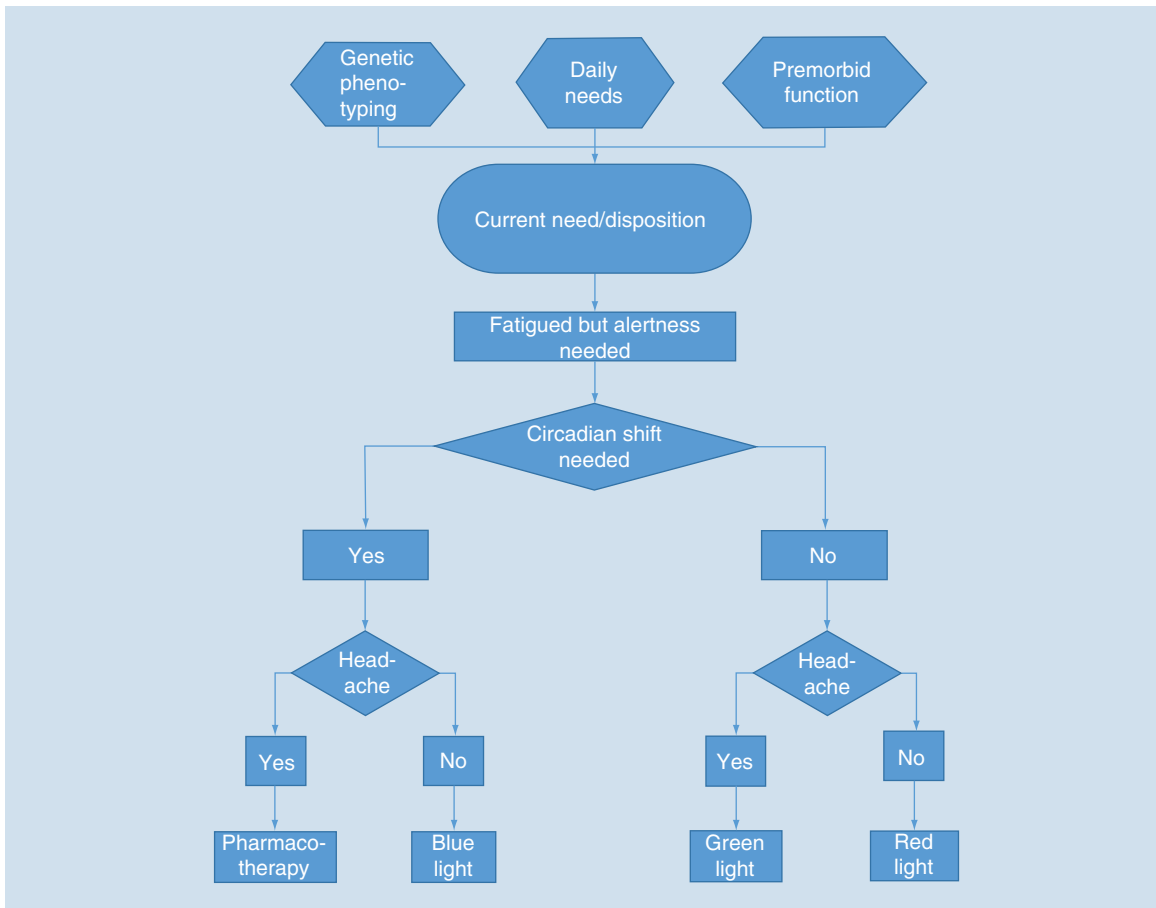 Genetic
pheno-
typing
Daily
needs
Premorbid
function
Current need/disposition
Fatigued but alertness
needed
Circadian shift
needed
Yes
No
Head-
ache
Head-
ache
Yes
No
Yes
No
Pharmaco-
therapy
Blue
light
Green
light
Red
light